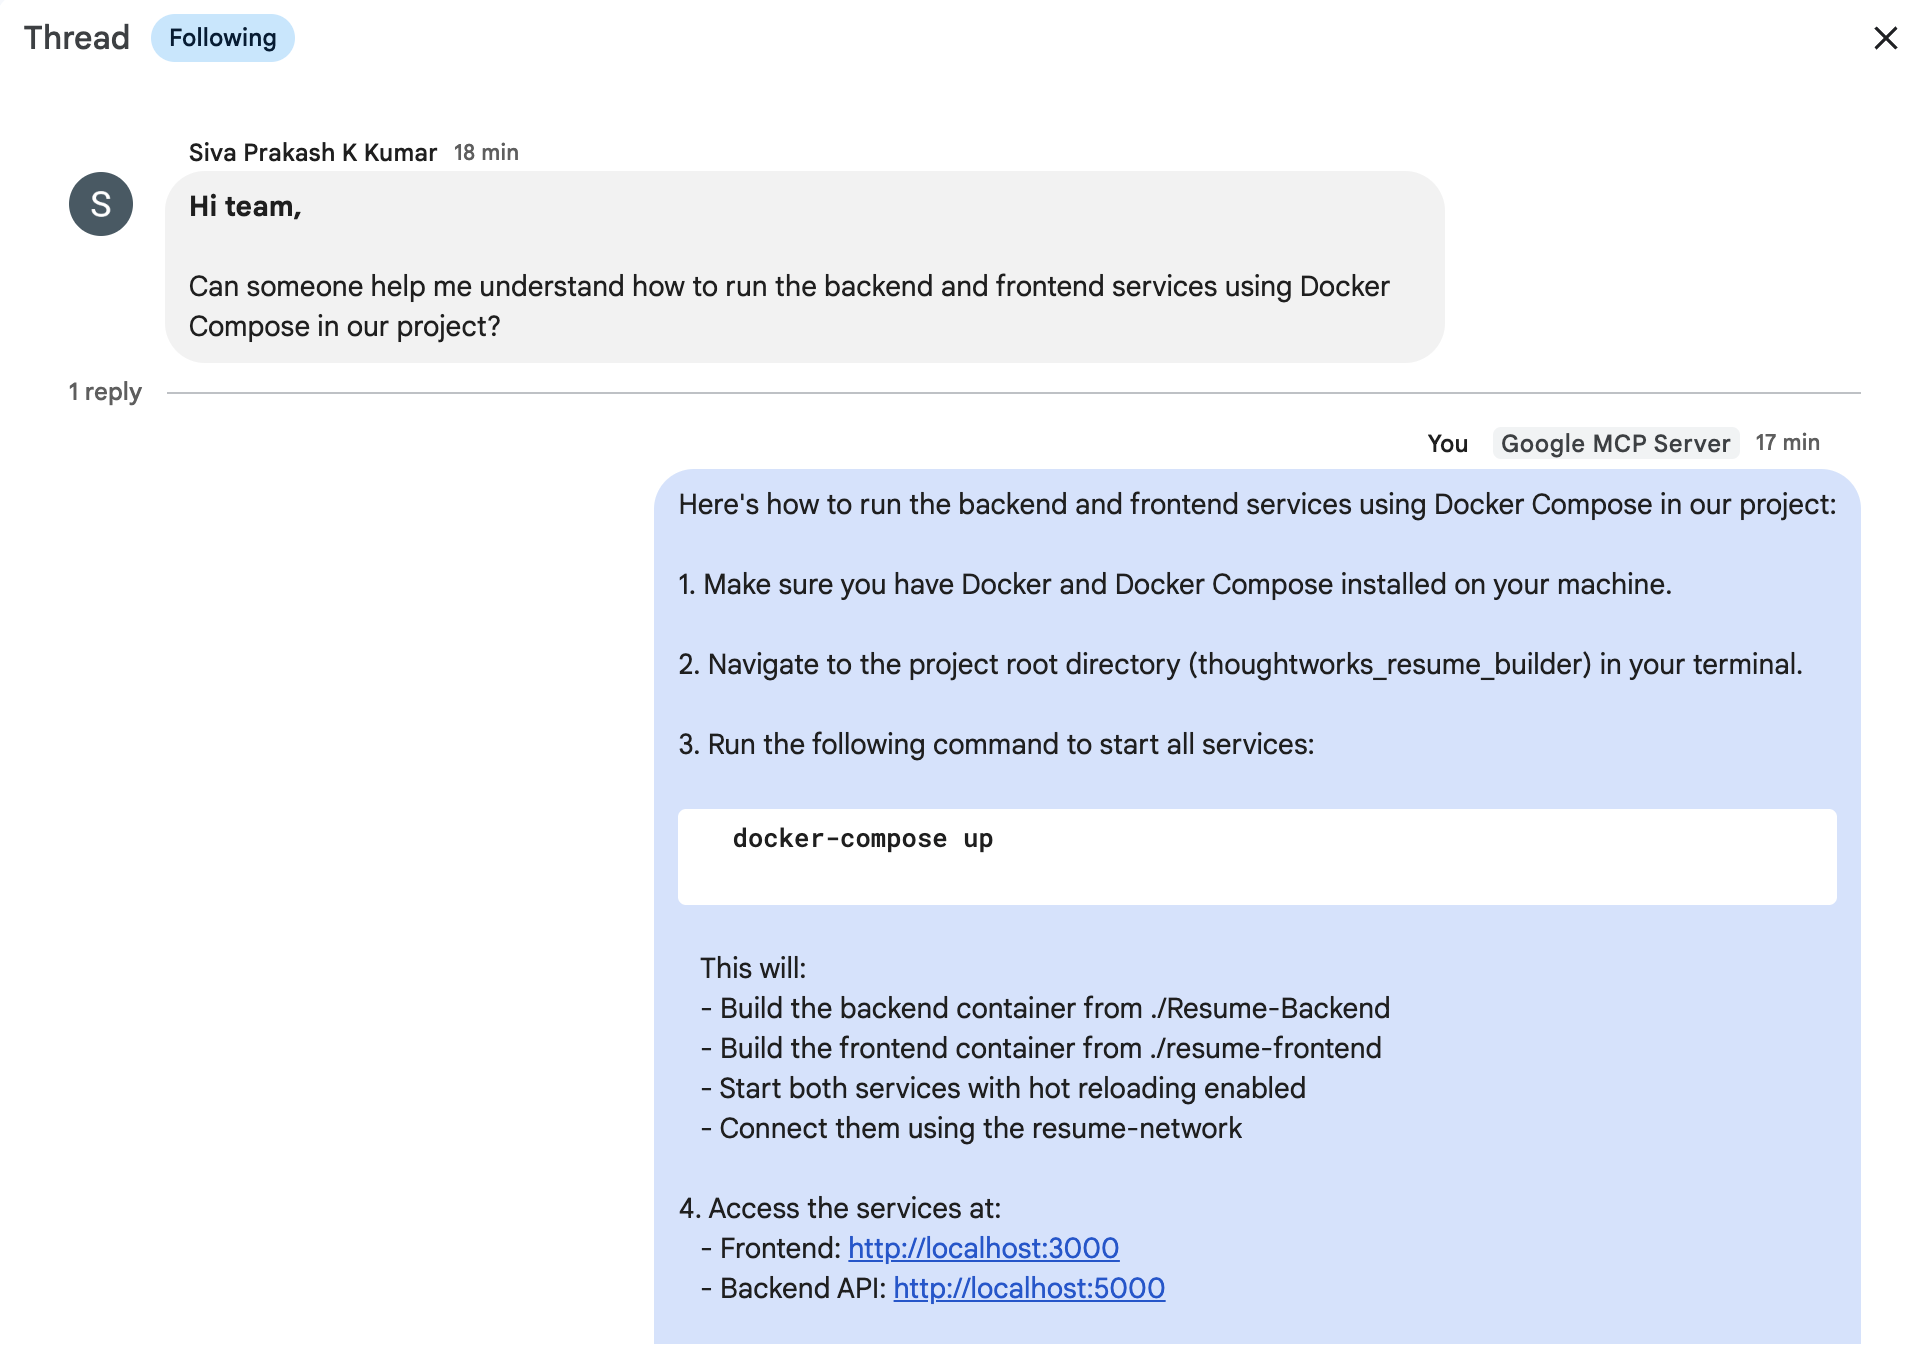 Thread Following
Siva Prakash K Kumar 18 min
S
Hi team,
Can someone help me understand how to run the backend and frontend services using Docker
Compose in our project?
1 reply
You Google MCP Server 17 min
Here's how to run the backend and frontend services using Docker Compose in our project:
1. Make sure you have Docker and Docker Compose installed on your machine.
2. Navigate to the project root directory (thoughtworks_resume_builder) in your terminal.
3. Run the following command to start all services:
docker-compose up
This will:
- Build the backend container from ./Resume-Backend
- Build the frontend container from ./resume-frontend
- Start both services with hot reloading enabled
- Connect them using the resume-network
4. Access the services at:
- Frontend: http://localhost:3000
- Backend API: http://localhost:5000